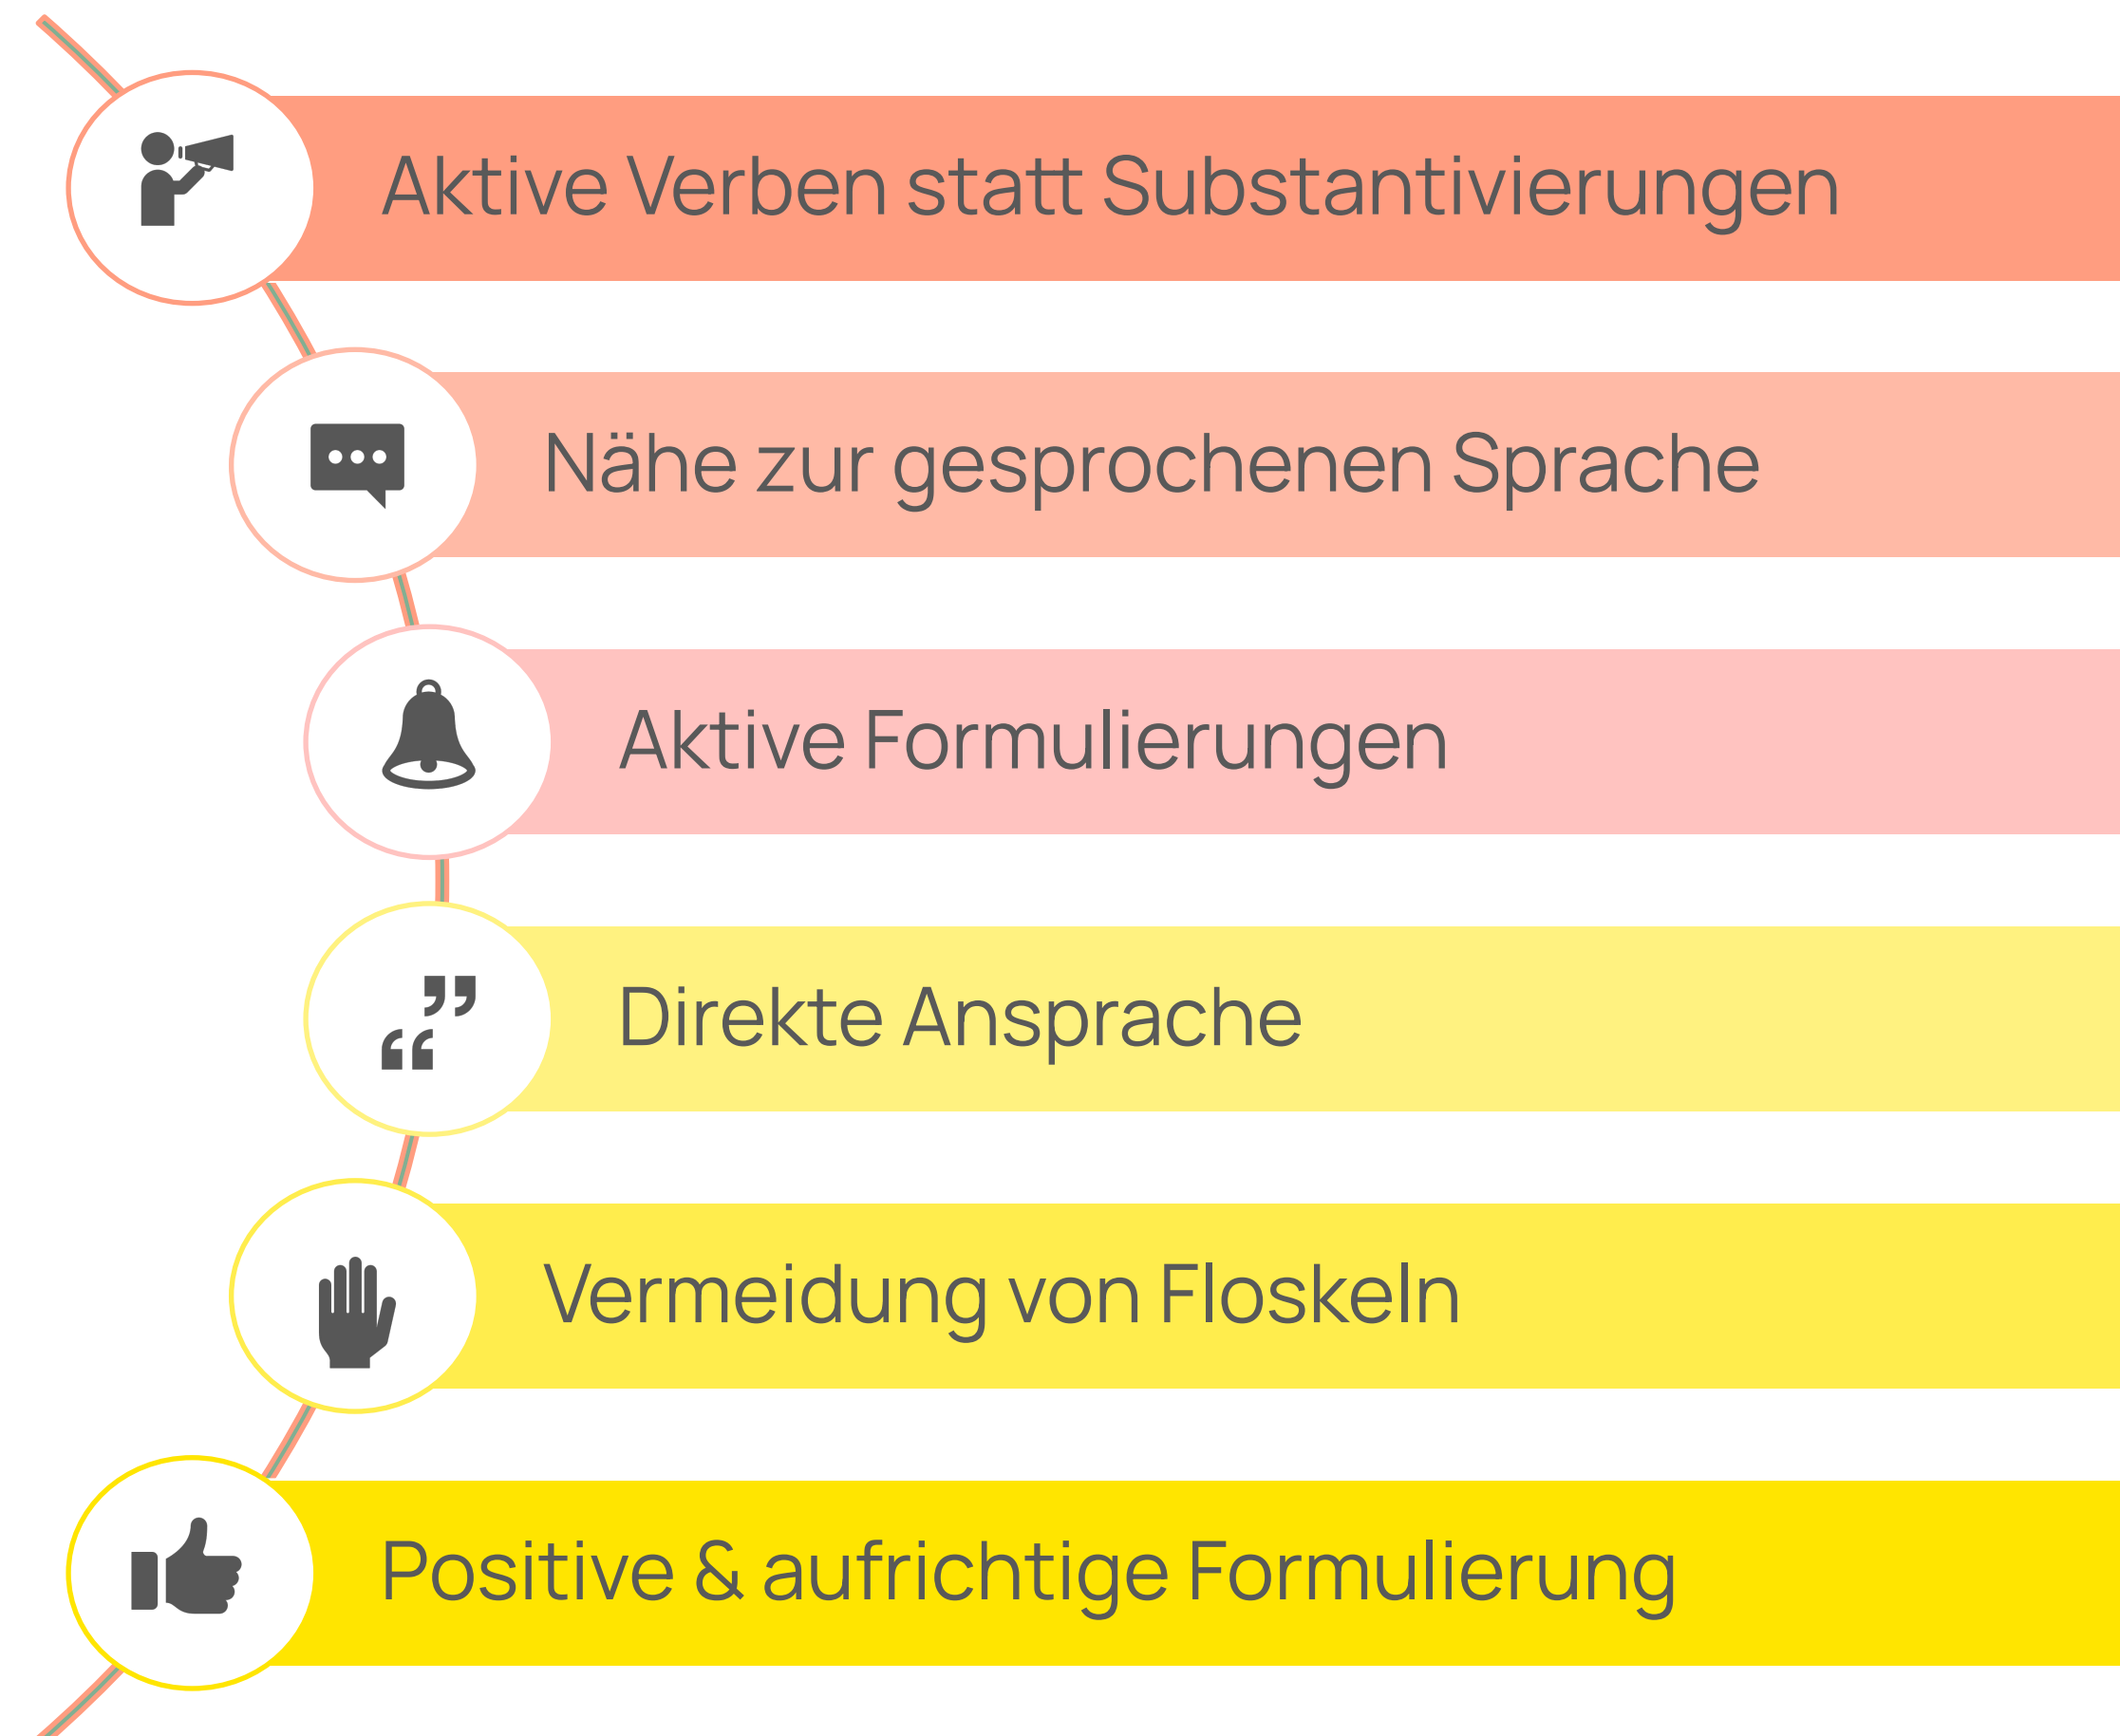 Aktive Verben statt Substantivierungen
Nähe zur gesprochenen Sprache
Aktive Formulierungen
Direkte Ansprache
Vermeidung von Floskeln
Positive & aufrichtige Formulierung